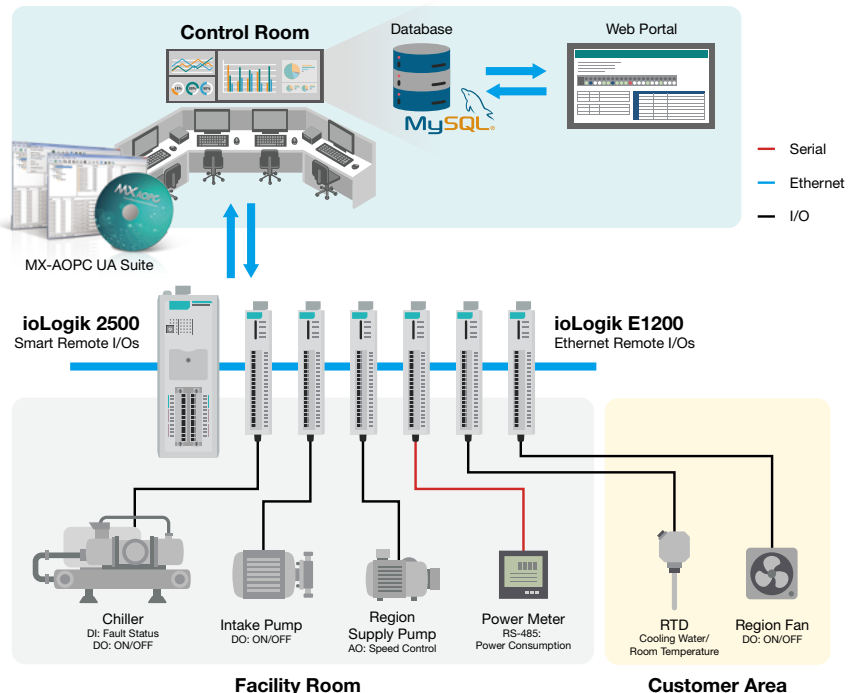 Control Room
Database
Web Portal
MySQL®
Serial
Ethernet
I/O
MX-AOPC
MX-AOPC UA Suite
ioLogik 2500
Smart Remote I/Os
ioLogik E1200
Ethernet Remote I/Os
Chiller
DI: Fault Status
DO: ON/OFF
Intake Pump
DO: ON/OFF
Region
Supply Pump
AO: Speed Control
Power Meter
RS-485:
Power Consumption
RTD
Cooling Water/
Room Temperature
Region Fan
DO: ON/OFF
Facility Room
Customer Area